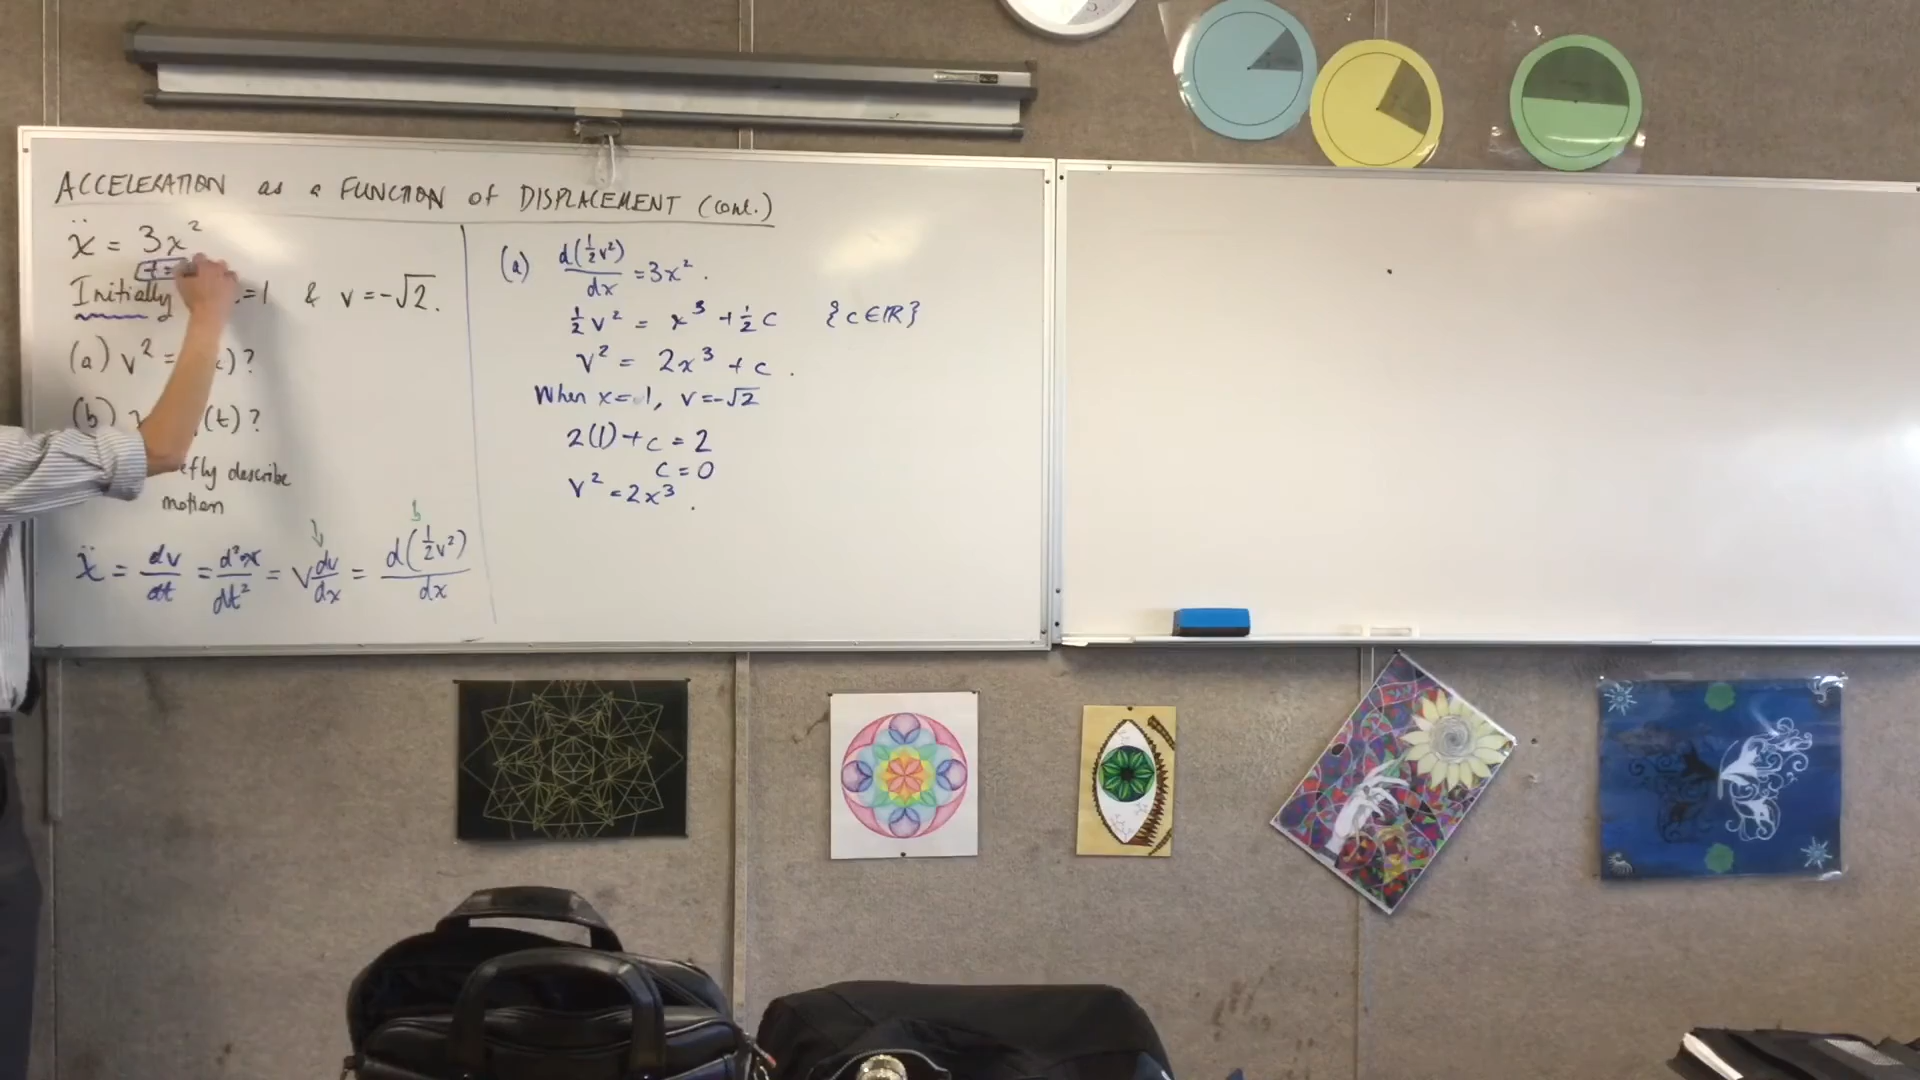 ACCELERATION as a FUNCTION of DISPLACEMENT (cont.)
ẍ = 3x²
Initially =1 & v = -√2.
(a) v² = )?
(b) (t)?
efly describe
motion
ẍ = dv/dt = d²x/dt² = v dv/dx = d(½v²)/dx
(a) d(½v²)/dx = 3x².
½v² = x³ + ½c {c∈ℝ}
v² = 2x³ + c.
When x=1, v=-√2
2(1)+c = 2
c = 0
v² = 2x³.